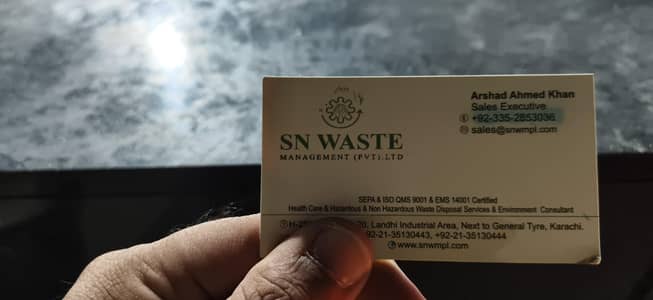 Arshad Ahmed Khan
Sales Executive
+92-335-2853036
sales@snwmpl.com
SN WASTE
MANAGEMENT (PVT).LTD
SEPA & ISO QMS 9001 & EMS 14001 Certified
Health Care & Hazardous & Non Hazardous Waste Disposal Services & Environment Consultant
Landhi Industrial Area, Next to General Tyre, Karachi.
92-21-35130443, +92-21-35130444
www.snwmpl.com